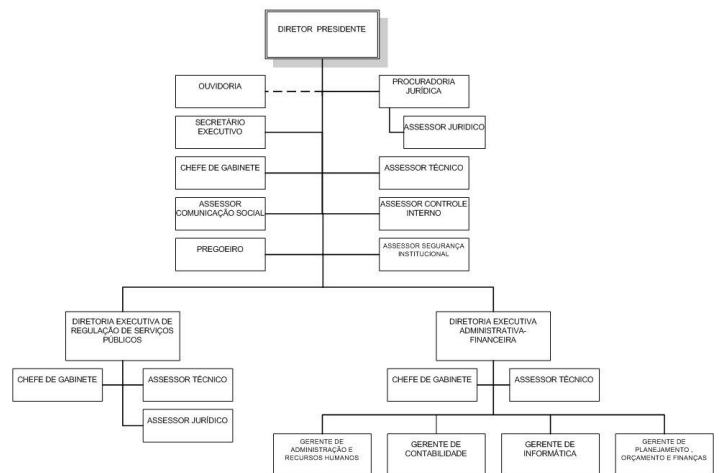 DIRETOR PRESIDENTE
OUVIDORIA
PROCURADORIA
JURÍDICA
SECRETÁRIO
EXECUTIVO
ASSESSOR JURIDICO
CHEFE DE GABINETE
ASSESSOR TÉCNICO
ASSESSOR
COMUNICAÇÃO SOCIAL
ASSESSOR CONTROLE
INTERNO
PREGOEIRO
ASSESSOR SEGURANÇA
INSTITUCIONAL
DIRETORIA EXECUTIVA DE
REGULAÇÃO DE SERVIÇOS
PÚBLICOS
DIRETORIA EXECUTIVA
ADMINISTRATIVA-
FINANCEIRA
CHEFE DE GABINETE
ASSESSOR TÉCNICO
CHEFE DE GABINETE
ASSESSOR TÉCNICO
ASSESSOR JURÍDICO
GERENTE DE
ADMINISTRAÇÃO E
RECURSOS HUMANOS
GERENTE DE
CONTABILIDADE
GERENTE DE
INFORMÁTICA
GERENTE DE
PLANEJAMENTO ,
ORÇAMENTO E FINANÇAS